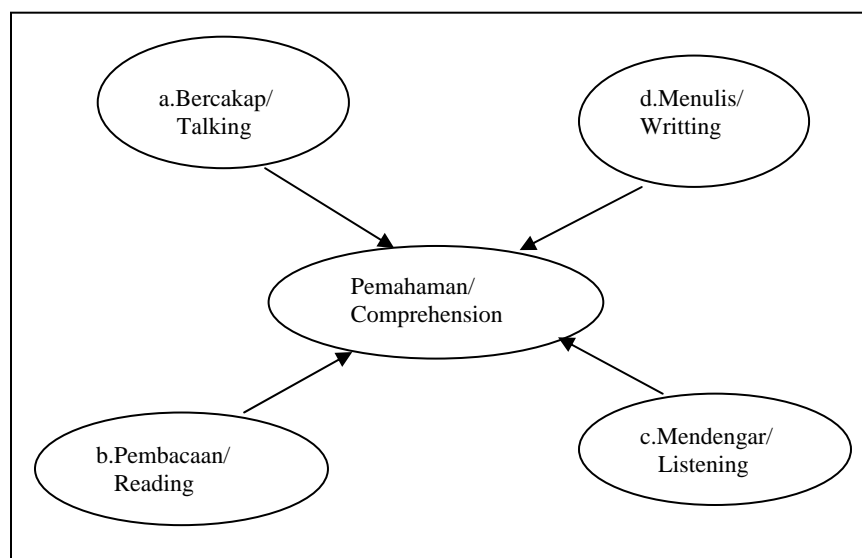 a.Bercakap/
Talking
d.Menulis/
Writting
Pemahaman/
Comprehension
b.Pembacaan/
Reading
c.Mendengar/
Listening